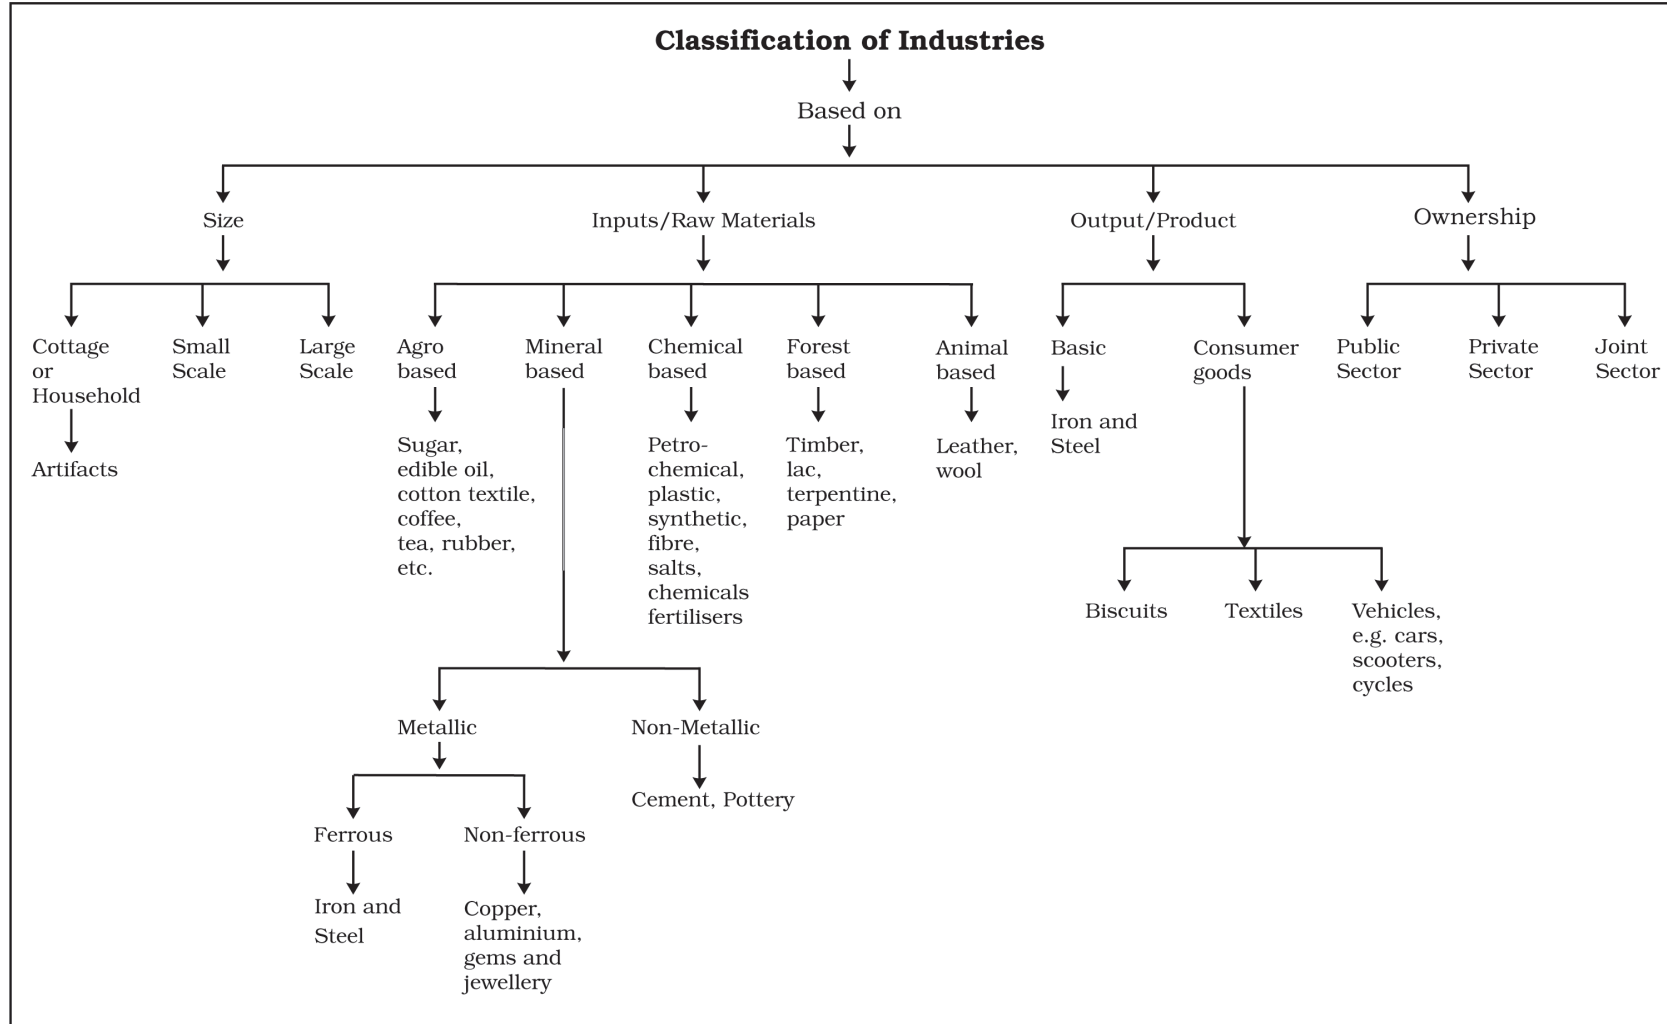 Classification of Industries
Based on
Size
Inputs/Raw Materials
Output/Product
Ownership
Cottage
or
Household
Artifacts
Small
Scale
Large
Scale
Agro
based
Sugar,
edible oil,
cotton textile,
coffee,
tea, rubber,
etc.
Mineral
based
Chemical
based
Petro-
chemical,
plastic,
synthetic,
fibre,
salts,
chemicals
fertilisers
Forest
based
Timber,
lac,
terpentine,
paper
Animal
based
Leather,
wool
Basic
Iron and
Steel
Consumer
goods
Public
Sector
Private
Sector
Joint
Sector
Biscuits
Textiles
Vehicles,
e.g. cars,
scooters,
cycles
Metallic
Non-Metallic
Cement, Pottery
Ferrous
Non-ferrous
Iron and
Steel
Copper,
aluminium,
gems and
jewellery